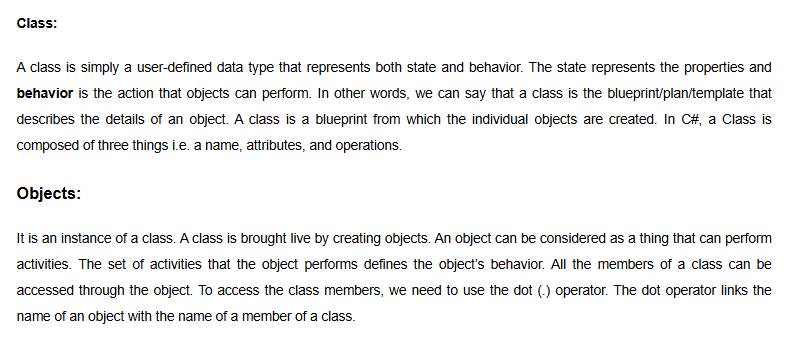 Class:
A class is simply a user-defined data type that represents both state and behavior. The state represents the properties and
behavior is the action that objects can perform. In other words, we can say that a class is the blueprint/plan/template that
describes the details of an object. A class is a blueprint from which the individual objects are created. In C#, a Class is
composed of three things i.e. a name, attributes, and operations.
Objects:
It is an instance of a class. A class is brought live by creating objects. An object can be considered as a thing that can perform
activities. The set of activities that the object performs defines the object's behavior. All the members of a class can be
accessed through the object. To access the class members, we need to use the dot (.) operator. The dot operator links the
name of an object with the name of a member of a class.